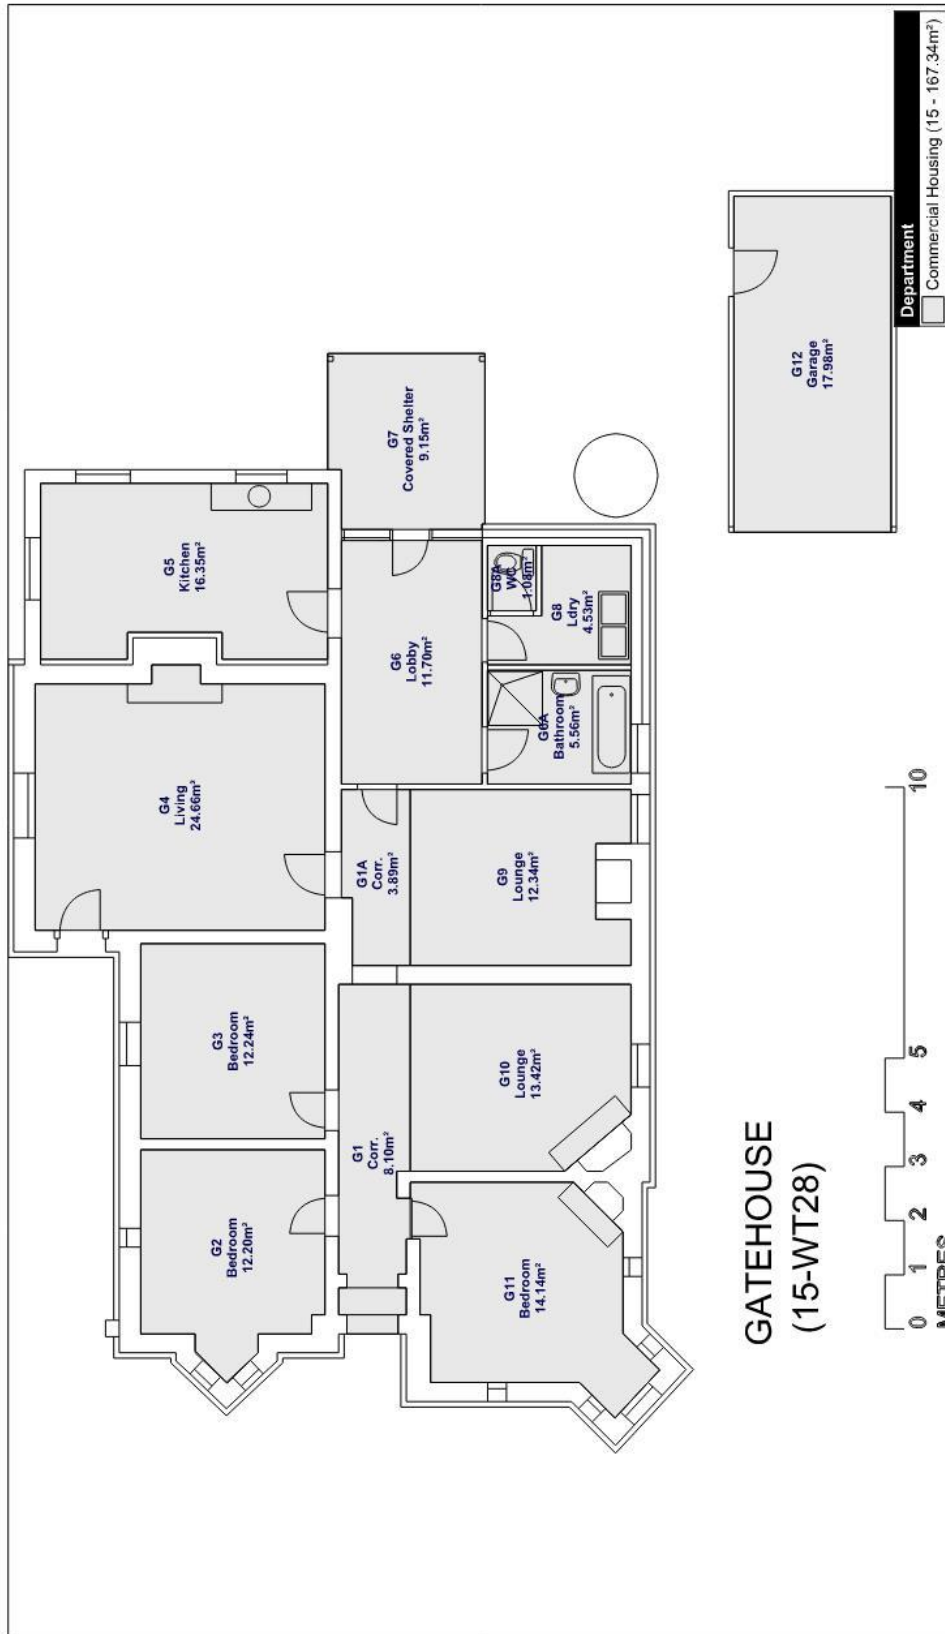 G5
Kitchen
16.35m²
G7
Covered Shelter
9.15m²
G4
Living
24.66m²
G6
Lobby
11.70m²
G8A
WC
1.08m²
G8
Ldry
4.53m²
G6A
Bathroom
5.56m²
G1A
Corr.
3.89m²
G9
Lounge
12.34m²
G3
Bedroom
12.24m²
G10
Lounge
13.42m²
G1
Corr.
8.10m²
G2
Bedroom
12.20m²
G11
Bedroom
14.14m²
G12
Garage
17.98m²
GATEHOUSE
(15-WT28)
0 1 2 3 4 5 10
METRES
Department
Commercial Housing (15 - 167.34m²)